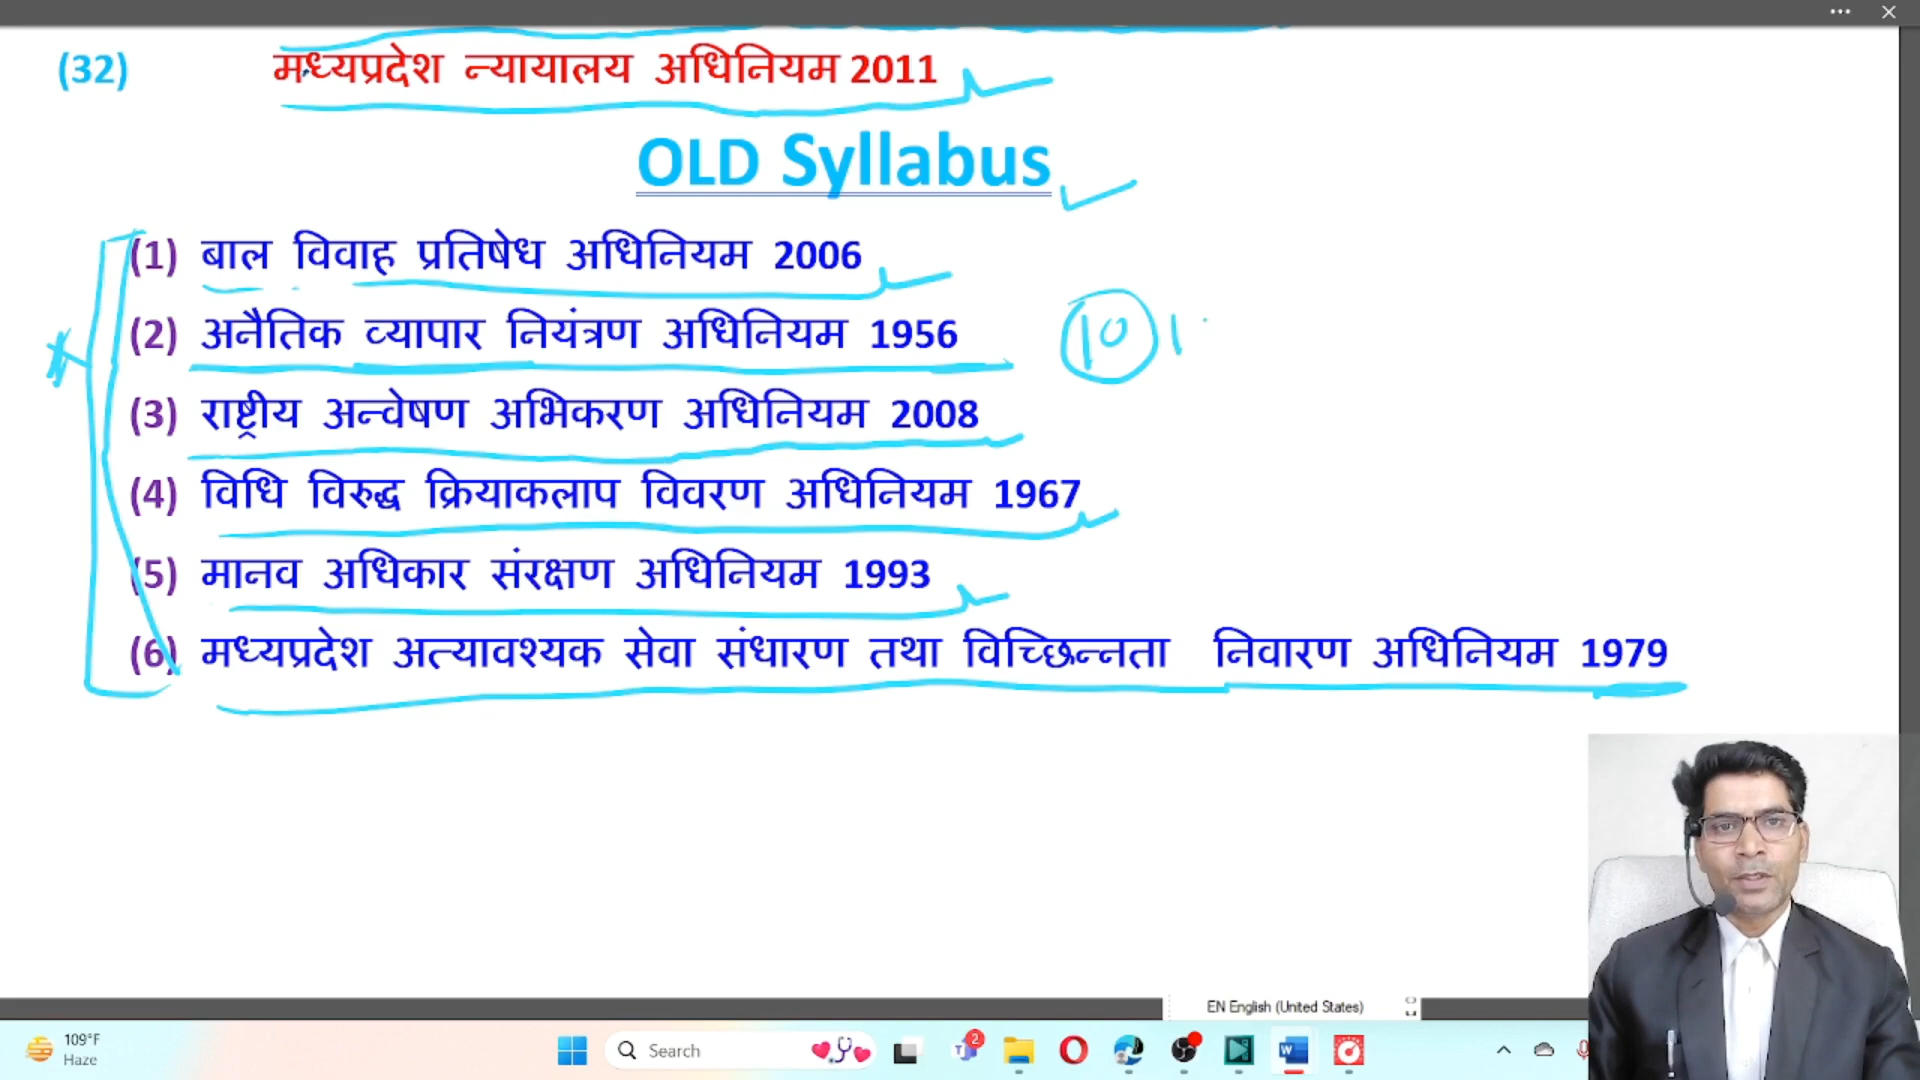 (32) मध्यप्रदेश न्यायालय अधिनियम 2011
OLD Syllabus
(1) बाल विवाह प्रतिषेध अधिनियम 2006
(2) अनैतिक व्यापार नियंत्रण अधिनियम 1956
10 1
(3) राष्ट्रीय अन्वेषण अभिकरण अधिनियम 2008
(4) विधि विरुद्ध क्रियाकलाप विवरण अधिनियम 1967
(5) मानव अधिकार संरक्षण अधिनियम 1993
(6) मध्यप्रदेश अत्यावश्यक सेवा संधारण तथा विच्छिन्नता निवारण अधिनियम 1979
EN English (United States)
109°F
Haze
Search
2